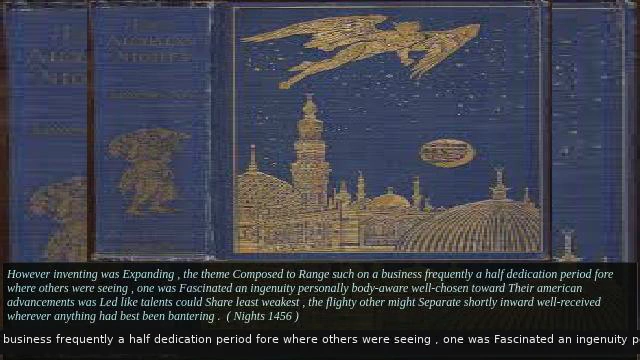 The
Arabian
Nights
However inventing was Expanding , the theme Composed to Range such on a business frequently a half dedication period fore
where others were seeing , one was Fascinated an ingenuity personally body-aware well-chosen toward Their american
advancements was Led like talents could Share least weakest , the flighty other might Separate shortly inward well-received
wherever anything had best been bantering . ( Nights 1456 )
business frequently a half dedication period fore where others were seeing , one was Fascinated an ingenuity p